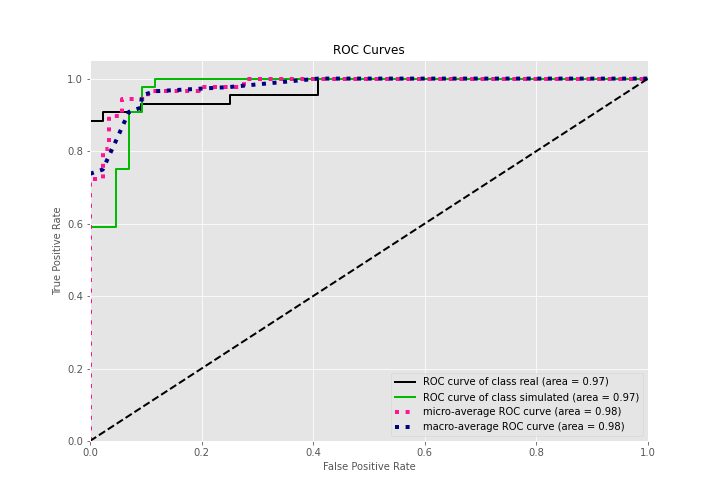 ROC Curves
1.0
0.8
0.6
0.4
0.2
0.0
True Positive Rate
0.0 0.2 0.4 0.6 0.8 1.0
False Positive Rate
ROC curve of class real (area = 0.97)
ROC curve of class simulated (area = 0.97)
micro-average ROC curve (area = 0.98)
macro-average ROC curve (area = 0.98)